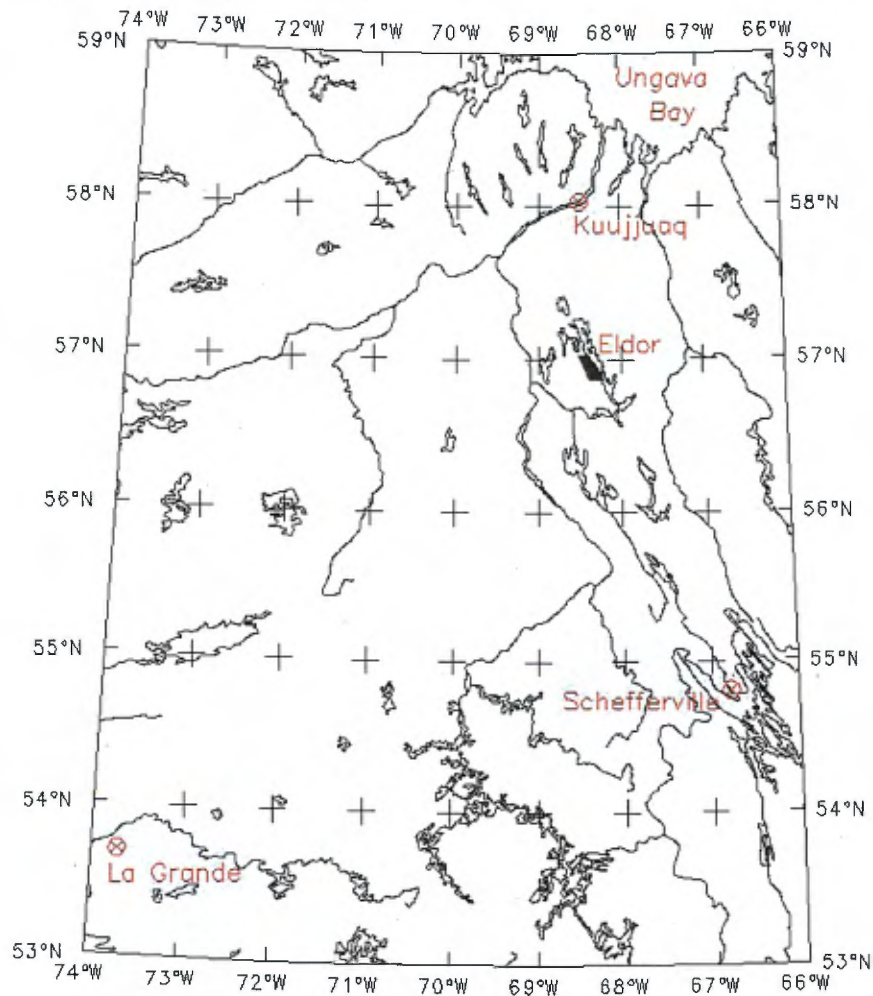 74°W 73°W 72°W 71°W 70°W 69°W 68°W 67°W 66°W
59°N 59°N
Ungava
Bay
58°N 58°N
Kuujjuaq
57°N Eldor 57°N
56°N 56°N
55°N 55°N
Schefferville
54°N 54°N
La Grande
53°N 53°N
74°W 73°W 72°W 71°W 70°W 69°W 68°W 67°W 66°W